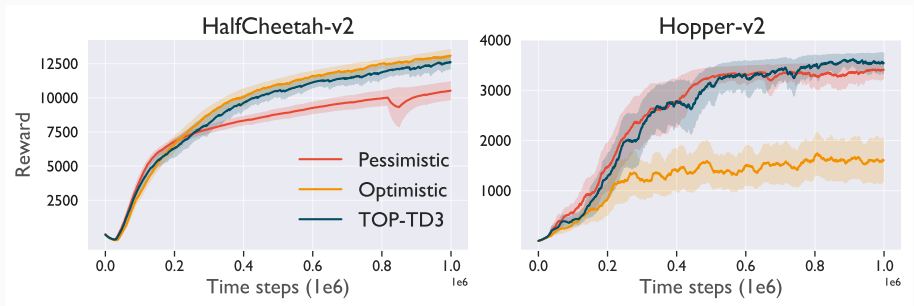 HalfCheetah-v2
Reward
12500
10000
7500
5000
2500
Pessimistic
Optimistic
TOP-TD3
0.0 0.2 0.4 0.6 0.8 1.0
1e6
Time steps (1e6)
Hopper-v2
4000
3000
2000
1000
0.0 0.2 0.4 0.6 0.8 1.0
1e6
Time steps (1e6)